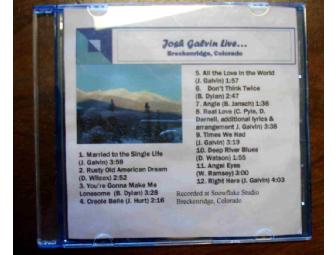 Josh Galvin Live...
Breckenridge, Colorado
1. Married to the Single Life
(J. Galvin) 3:59
2. Rusty Old American Dream
(D. Wilcox) 2:52
3. You're Gonna Make Me
Lonesome (B. Dylan) 3:28
4. Creole Belle (J. Hurt) 2:16
5. All the Love in the World
(J. Galvin) 1:57
6. Don't Think Twice
(B. Dylan) 2:47
7. Angie (B. Jansch) 1:36
8. Real Love (C. Pyle, D.
Darnell, additional lyrics &
arrangement J. Galvin) 3:38
9. Times We Had
(J. Galvin) 3:13
10. Deep River Blues
(D. Watson) 1:55
11. Angel Eyes
(W. Ramsey) 3:00
12. Right Here (J. Galvin) 4:03
Recorded at Snowflake Studio
Breckenridge, Colorado